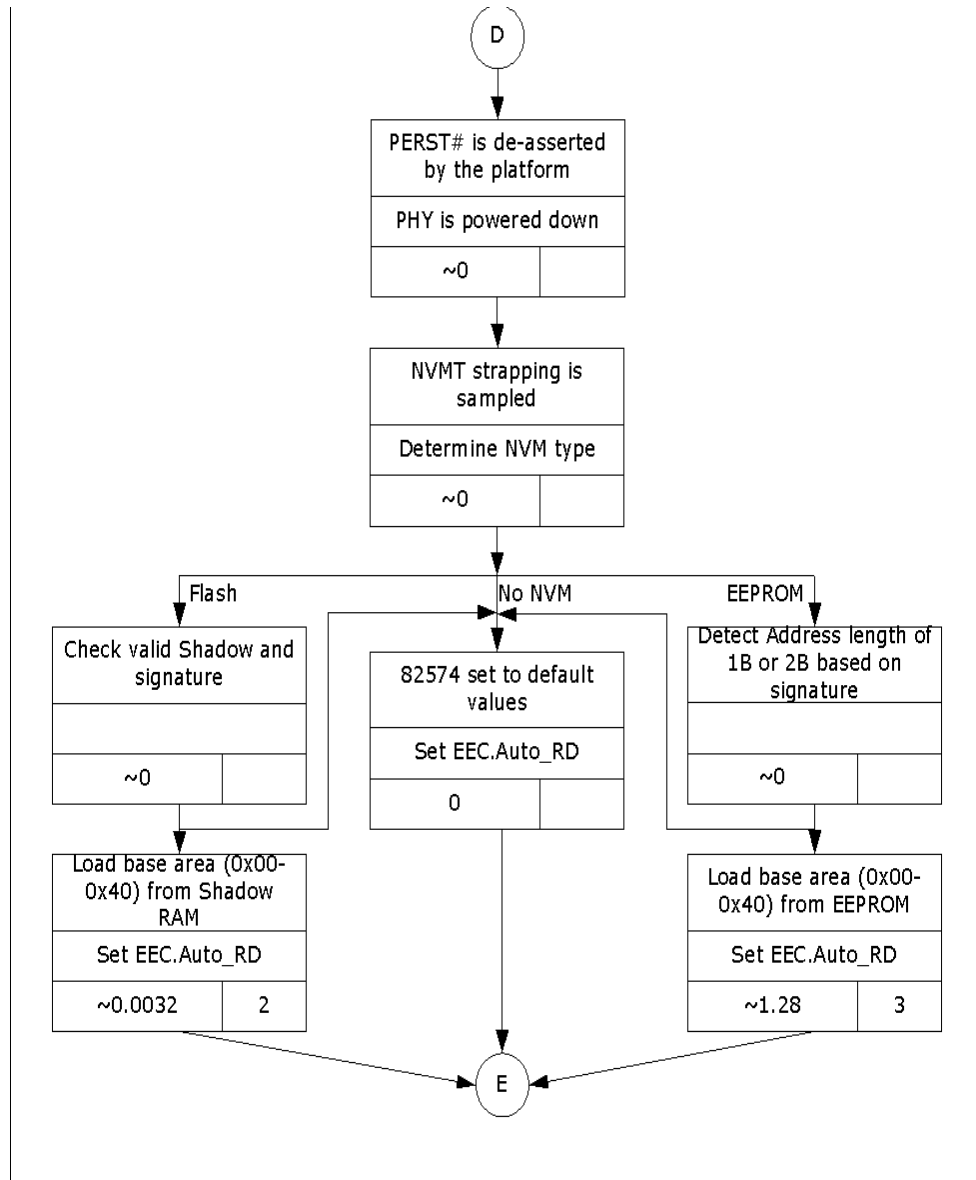 D
PERST# is de-asserted
by the platform
PHY is powered down
~0
NVMT strapping is
sampled
Determine NVM type
~0
Flash
No NVM
EEPROM
Check valid Shadow and
signature
~0
82574 set to default
values
Set EEC.Auto_RD
0
Detect Address length of
1B or 2B based on
signature
~0
Load base area (0x00-
0x40) from Shadow
RAM
Set EEC.Auto_RD
~0.0032 2
Load base area (0x00-
0x40) from EEPROM
Set EEC.Auto_RD
~1.28 3
E